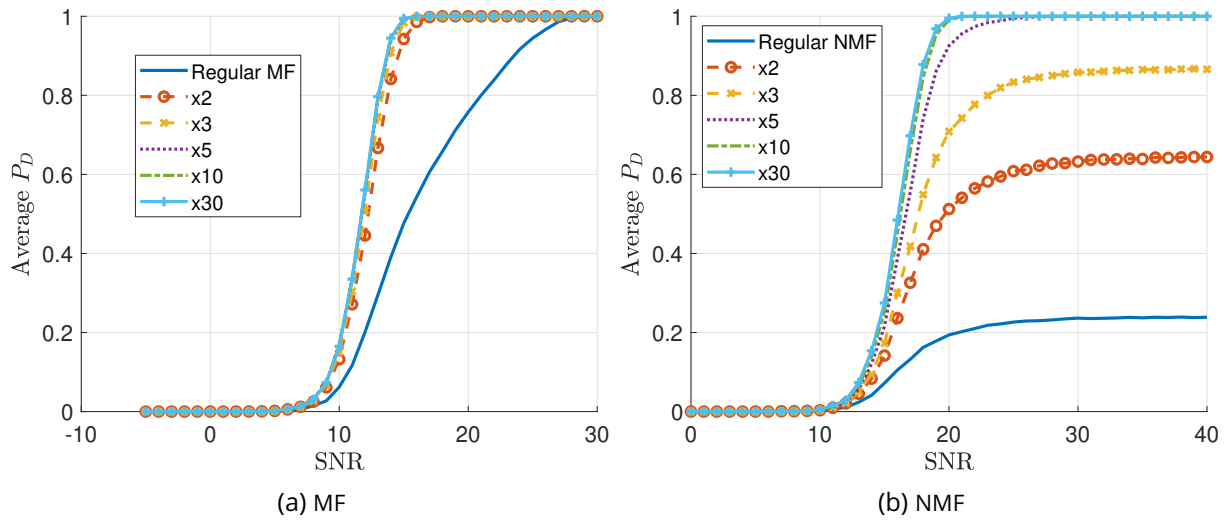 1
0.8
0.6
0.4
0.2
0
Average P_D
-10
0
10
20
30
SNR
Regular MF
x2
x3
x5
x10
x30
(a) MF
1
0.8
0.6
0.4
0.2
0
Average P_D
0
10
20
30
40
SNR
Regular NMF
x2
x3
x5
x10
x30
(b) NMF